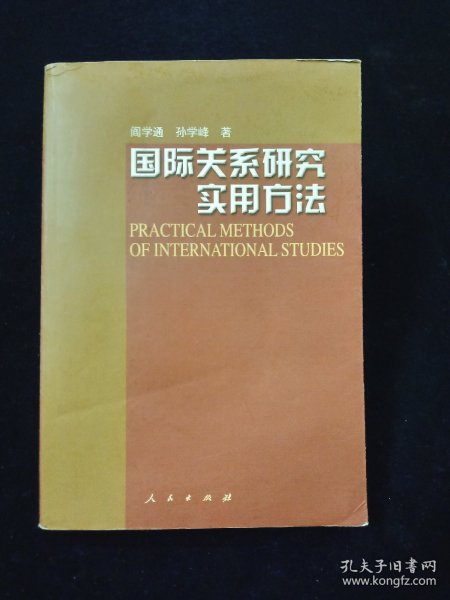 阎学通 孙学峰 著
国际关系研究
实用方法
PRACTICAL METHODS
OF INTERNATIONAL STUDIES
人民出版社
孔夫子旧书网
www.kongfz.com